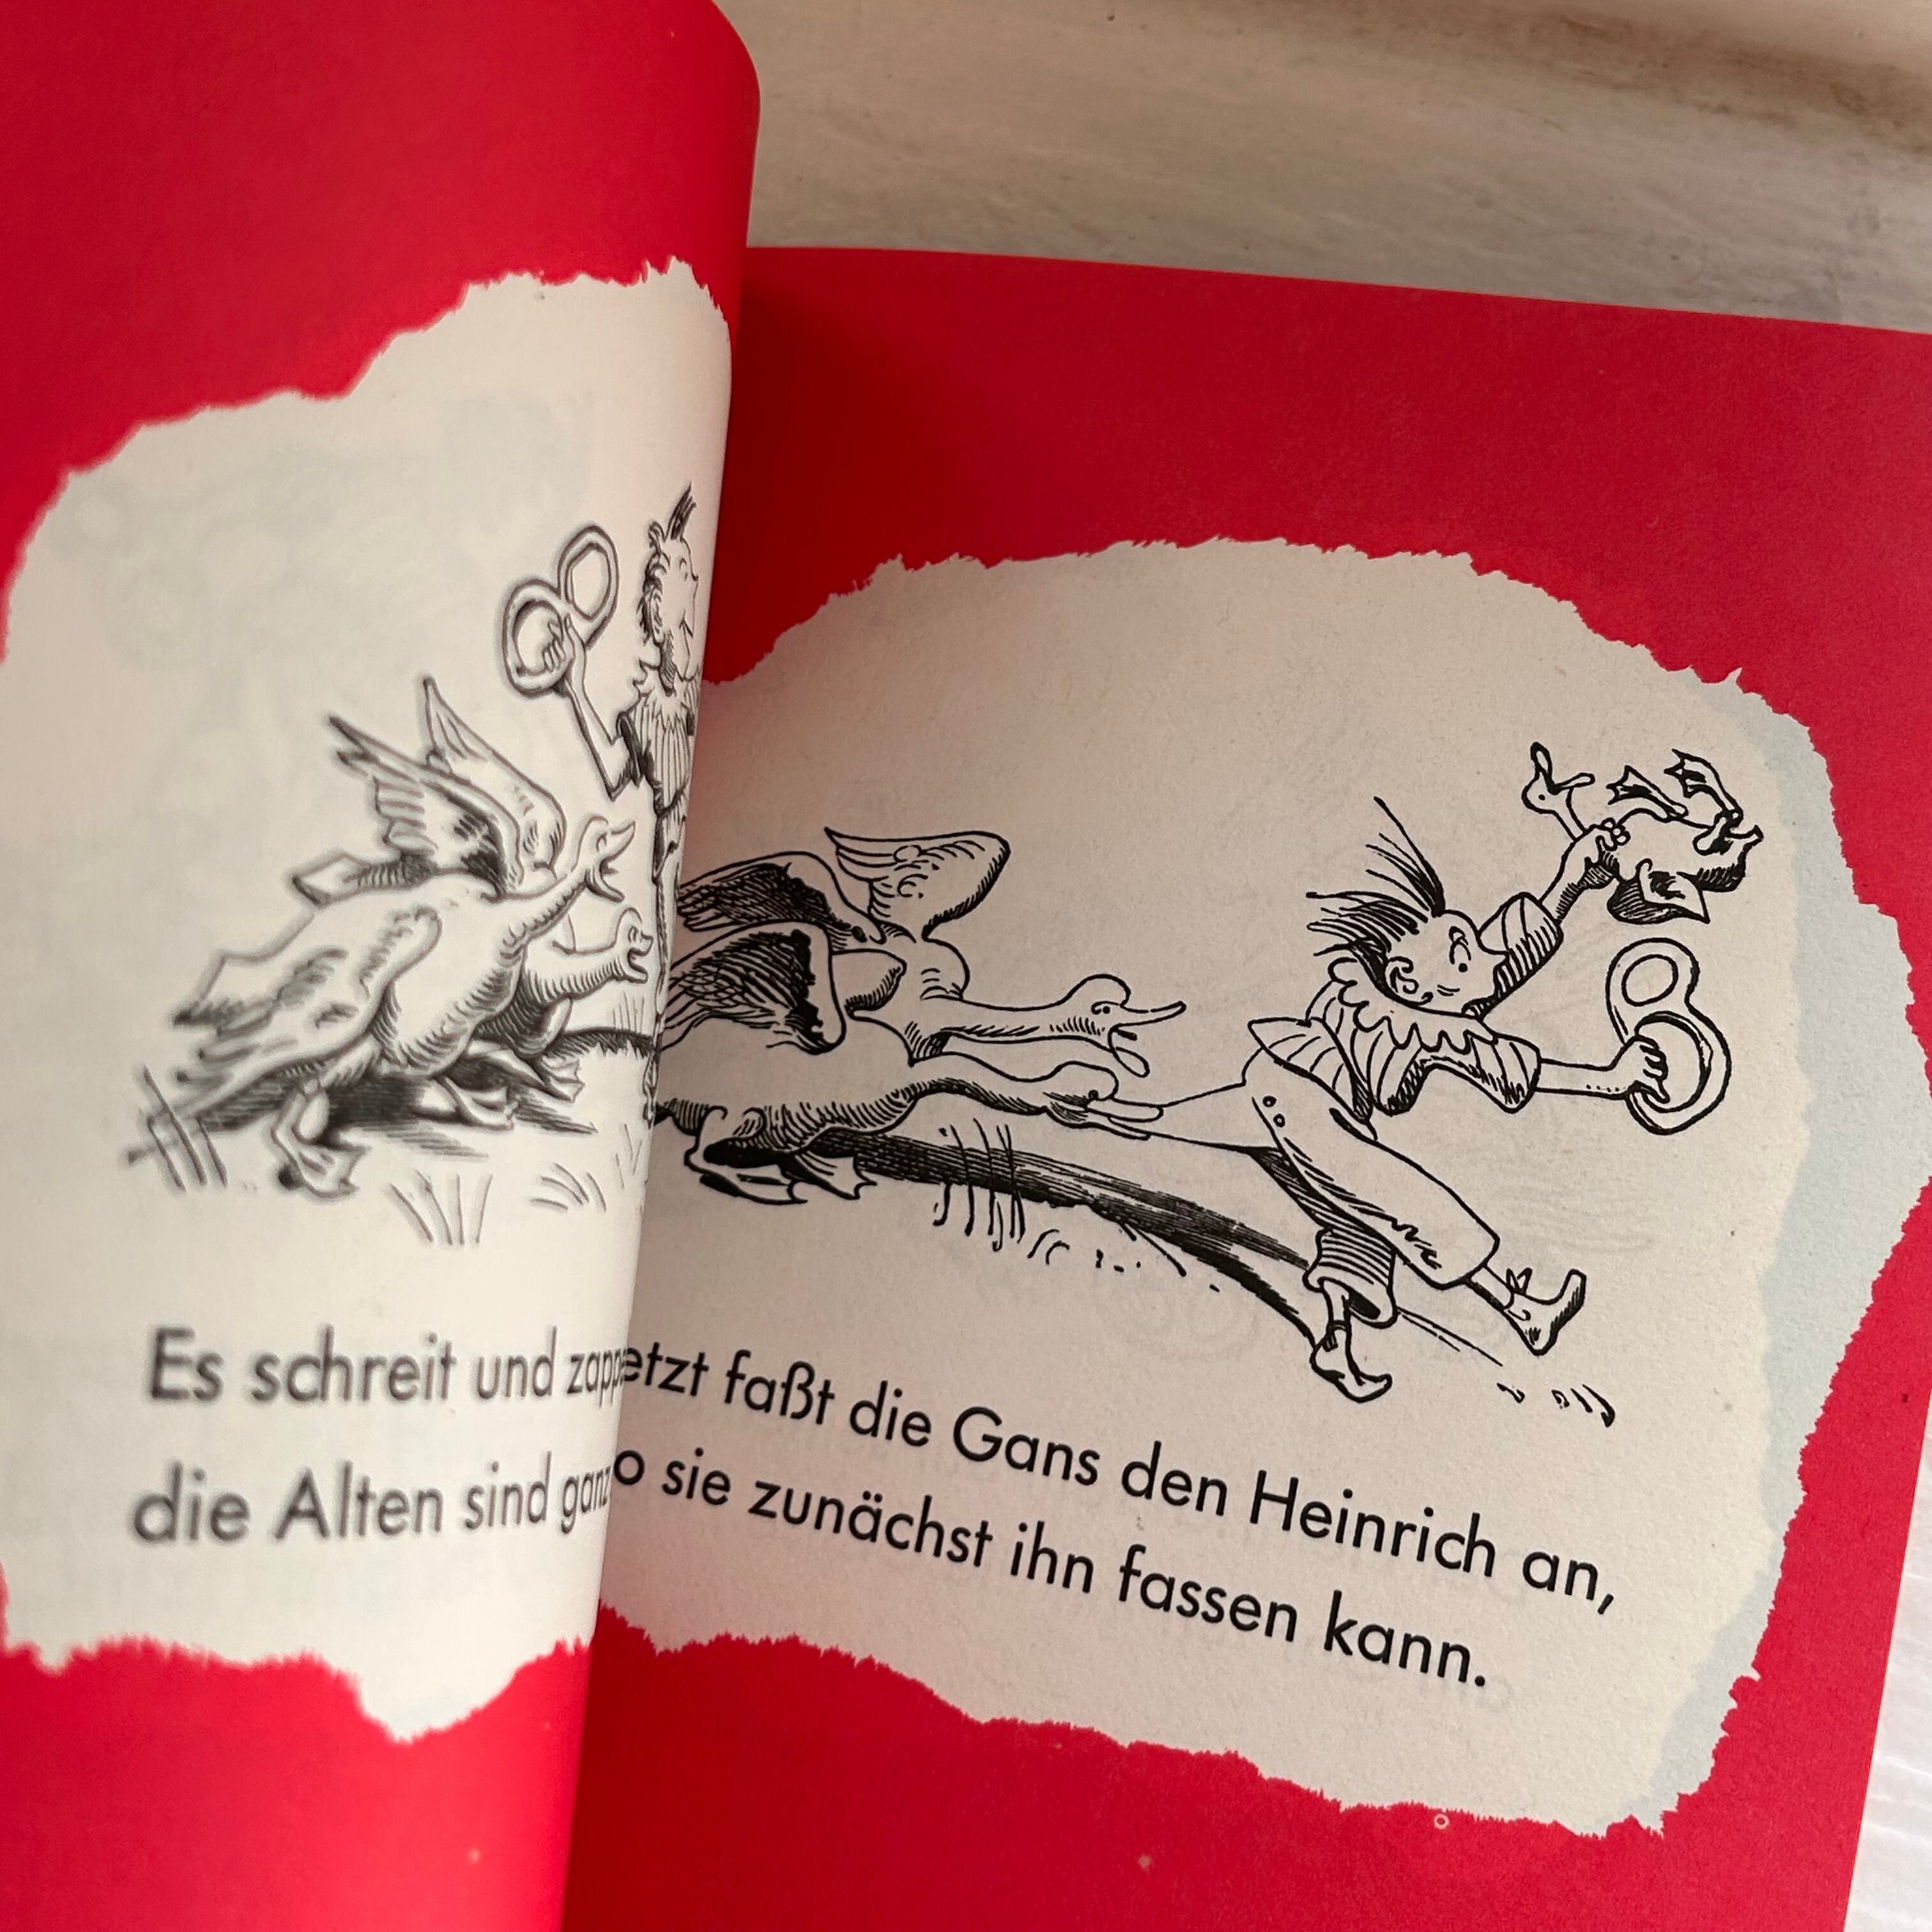 Es schreit und zapp
die Alten sind ganz
etzt faßt die Gans den Heinrich an,
o sie zunächst ihn fassen kann.